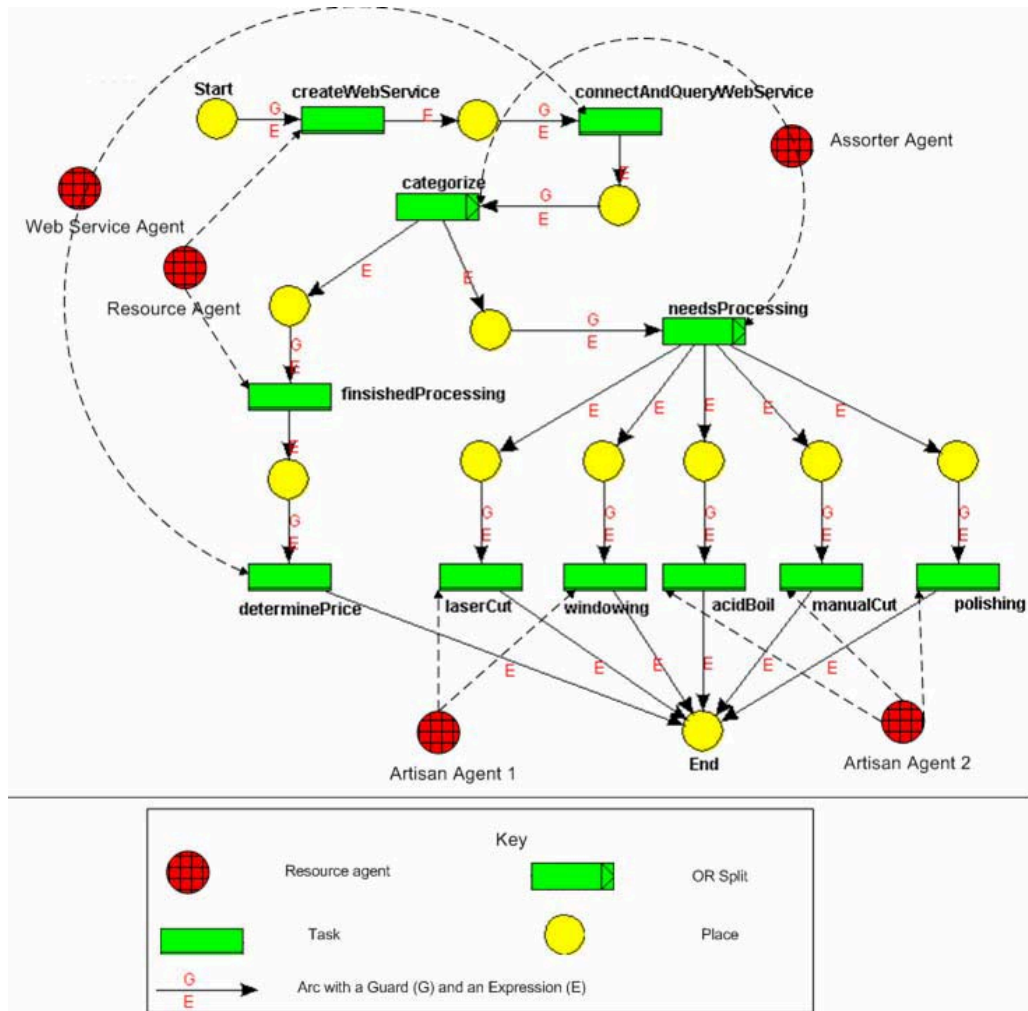 Start
createWebService
connectAndQueryWebService
G
E
E
G
E
Assorter Agent
E
categorize
G
E
Web Service Agent
E
E
Resource Agent
needsProcessing
G
E
G
E
finsishedProcessing
E
E
E
E
E
E
G
E
G
E
G
E
G
E
G
E
G
E
determinePrice
laserCut
windowing
acidBoil
manualCut
polishing
E
E
E
E
E
E
Artisan Agent 1
End
Artisan Agent 2
Key
Resource agent
OR Split
Task
Place
G
E
Arc with a Guard (G) and an Expression (E)